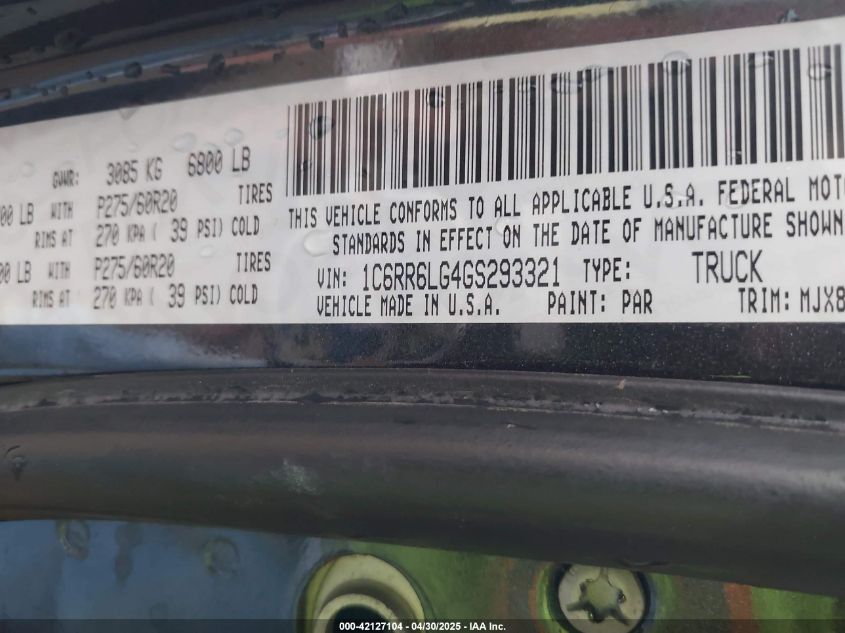 GVWR: 3085 KG 6800 LB
00 LB WITH P275/60R20 TIRES
RIMS AT 270 KPA ( 39 PSI) COLD
00 LB WITH P275/60R20 TIRES
RIMS AT 270 KPA ( 39 PSI) COLD
THIS VEHICLE CONFORMS TO ALL APPLICABLE U.S.A. FEDERAL MOTO
STANDARDS IN EFFECT ON THE DATE OF MANUFACTURE SHOWN
VIN: 1C6RR6LG4GS293321 TYPE: TRUCK
VEHICLE MADE IN U.S.A. PAINT: PAR TRIM: MJX8
000-42127104 - 04/30/2025 - IAA Inc.